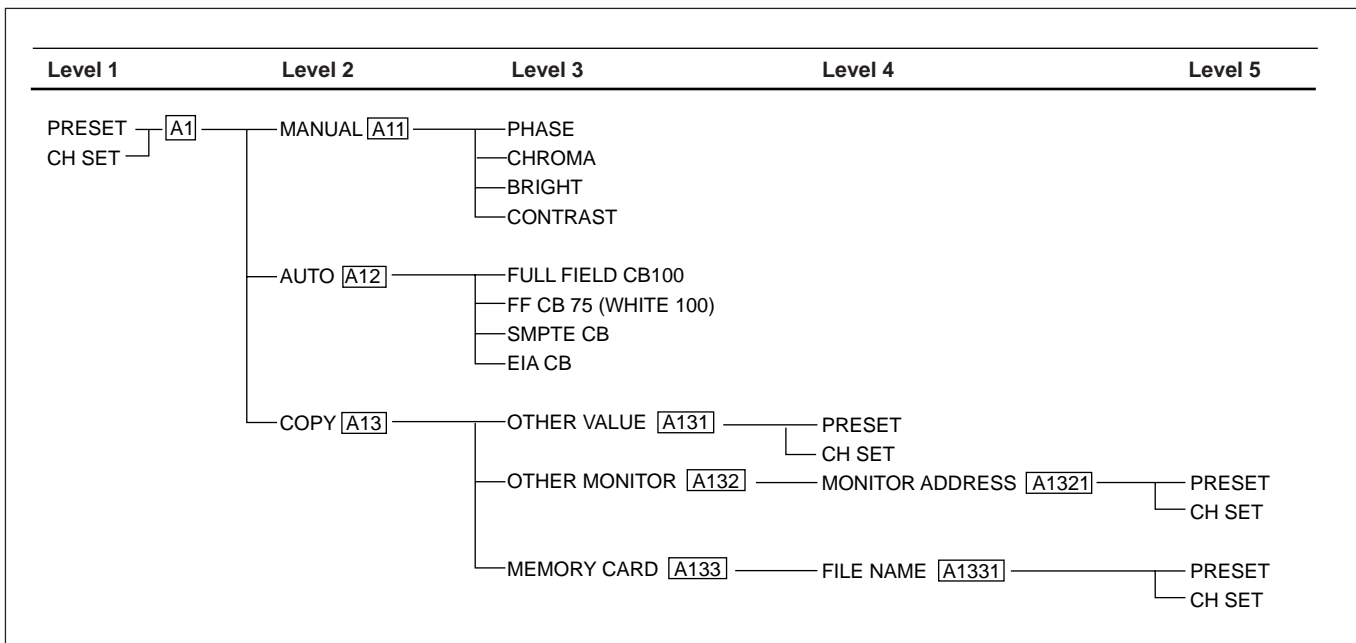 Level 1 Level 2 Level 3 Level 4 Level 5
PRESET A1 MANUAL A11 PHASE
CH SET CHROMA
BRIGHT
CONTRAST
AUTO A12 FULL FIELD CB100
FF CB 75 (WHITE 100)
SMPTE CB
EIA CB
COPY A13 OTHER VALUE A131 PRESET
CH SET
OTHER MONITOR A132 MONITOR ADDRESS A1321 PRESET
CH SET
MEMORY CARD A133 FILE NAME A1331 PRESET
CH SET